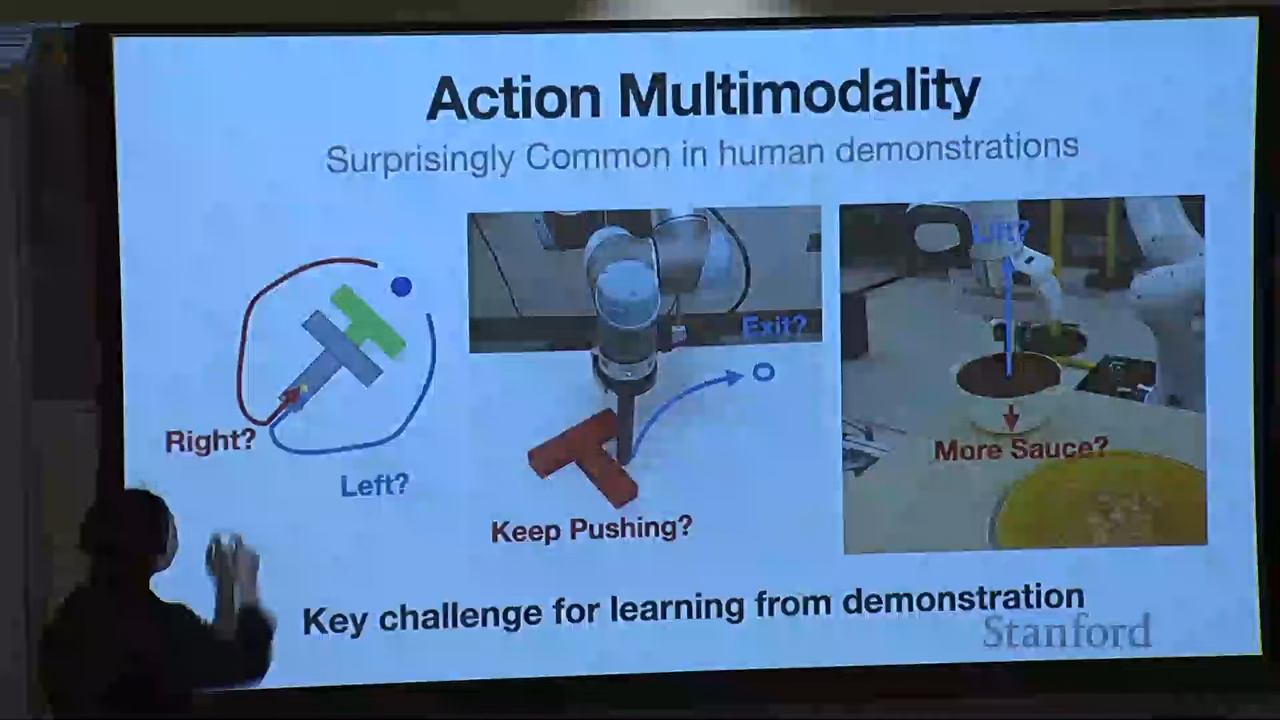 Action Multimodality
Surprisingly Common in human demonstrations
Right?
Left?
Exit?
Keep Pushing?
Lift?
More Sauce?
Key challenge for learning from demonstration
Stanford